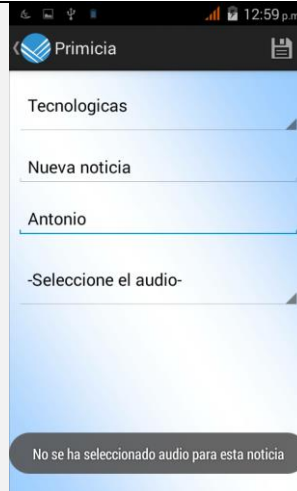 12:59 p.m.
Primicia
Tecnologicas
Nueva noticia
Antonio
-Seleccione el audio-
No se ha seleccionado audio para esta noticia